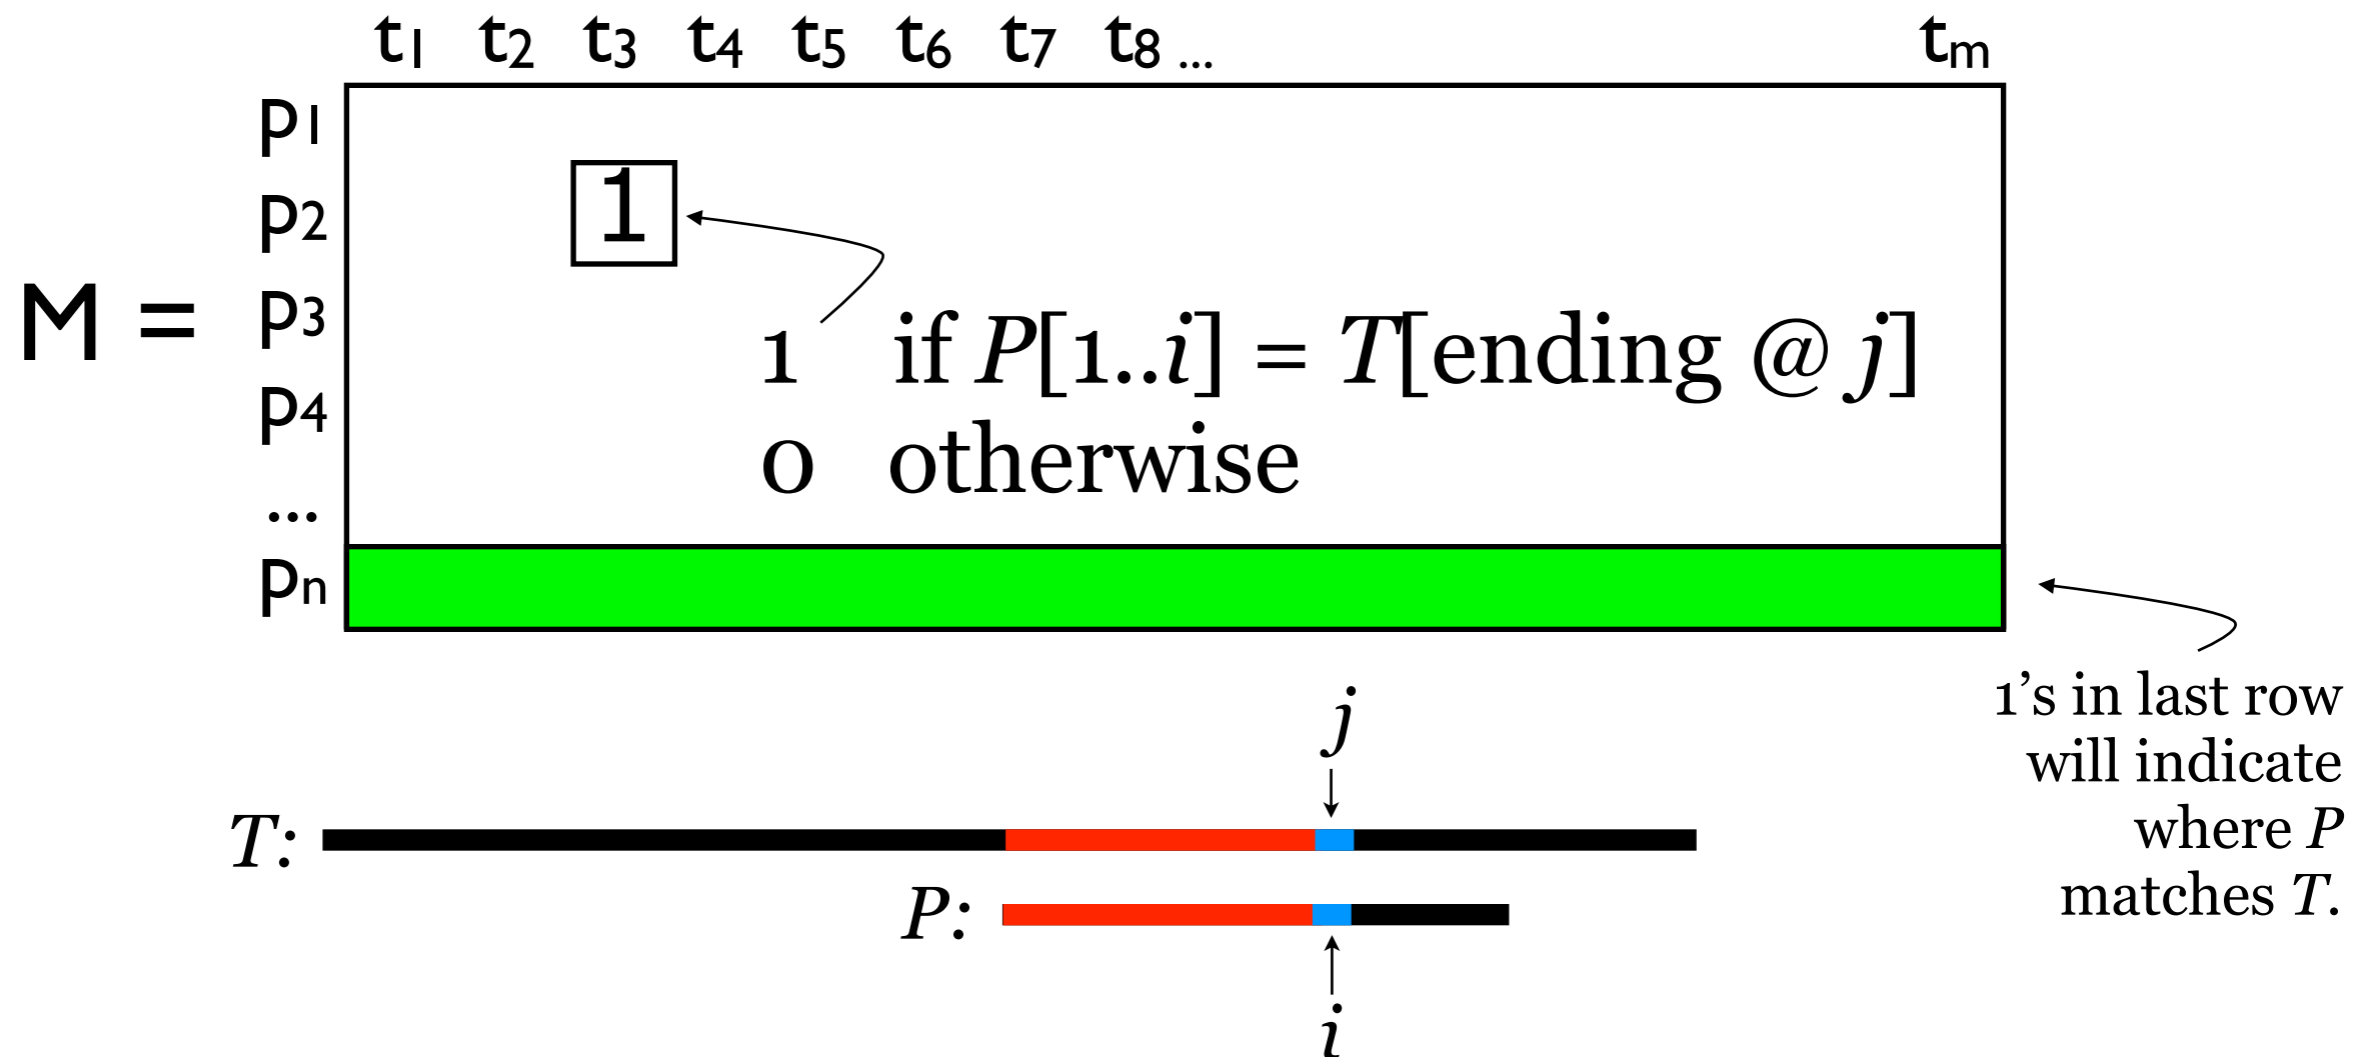 t1 t2 t3 t4 t5 t6 t7 t8 ... tm
p1
p2
1
M =
p3
1 if P[1..i] = T[ending @ j]
p4
0 otherwise
...
pn
1's in last row
will indicate
where P
matches T.
j
T:
P:
i